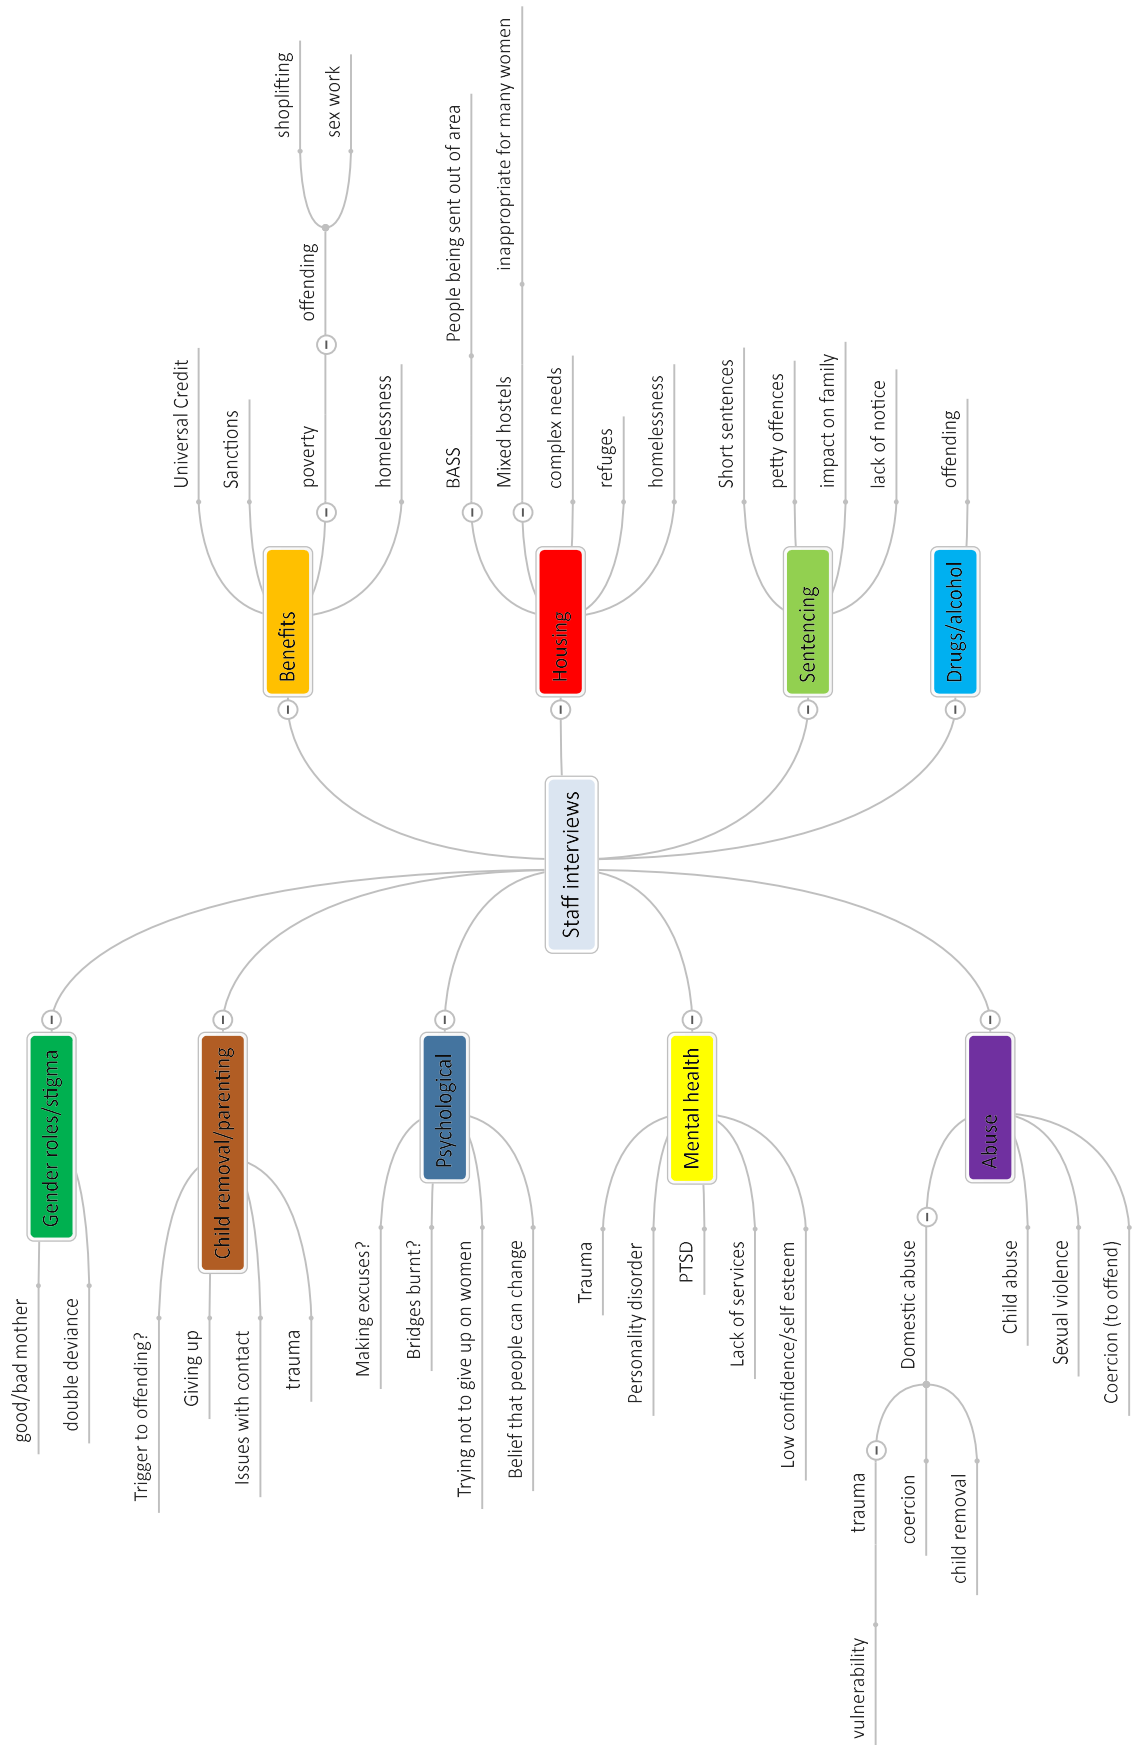 Staff interviews
Gender roles/stigma
good/bad mother
double deviance
Child removal/parenting
Trigger to offending?
Giving up
Issues with contact
trauma
Psychological
Making excuses?
Bridges burnt?
Trying not to give up on women
Belief that people can change
Mental health
Trauma
Personality disorder
PTSD
Lack of services
Low confidence/self esteem
Abuse
Domestic abuse
trauma
vulnerability
coercion
child removal
Child abuse
Sexual violence
Coercion (to offend)
Benefits
Universal Credit
Sanctions
poverty
offending
shoplifting
sex work
homelessness
Housing
BASS
People being sent out of area
Mixed hostels
inappropriate for many women
complex needs
refuges
homelessness
Sentencing
Short sentences
petty offences
impact on family
lack of notice
Drugs/alcohol
offending